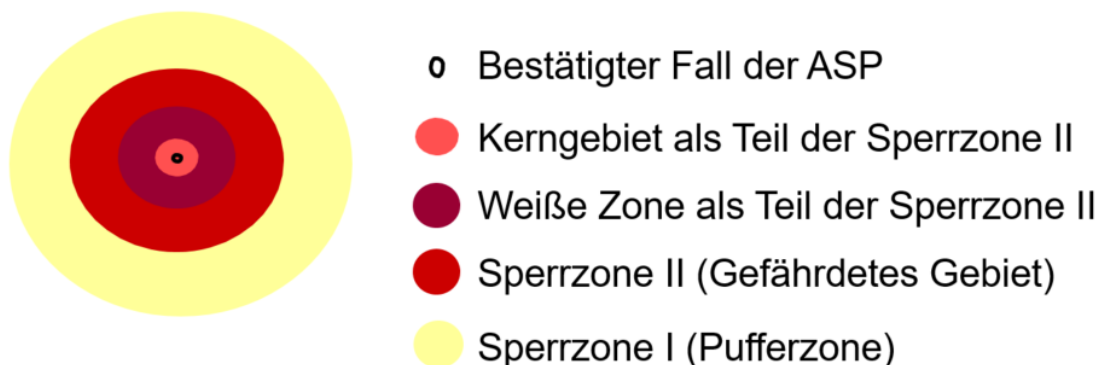 Bestätigter Fall der ASP
Kerngebiet als Teil der Sperrzone II
Weiße Zone als Teil der Sperrzone II
Sperrzone II (Gefährdetes Gebiet)
Sperrzone I (Pufferzone)